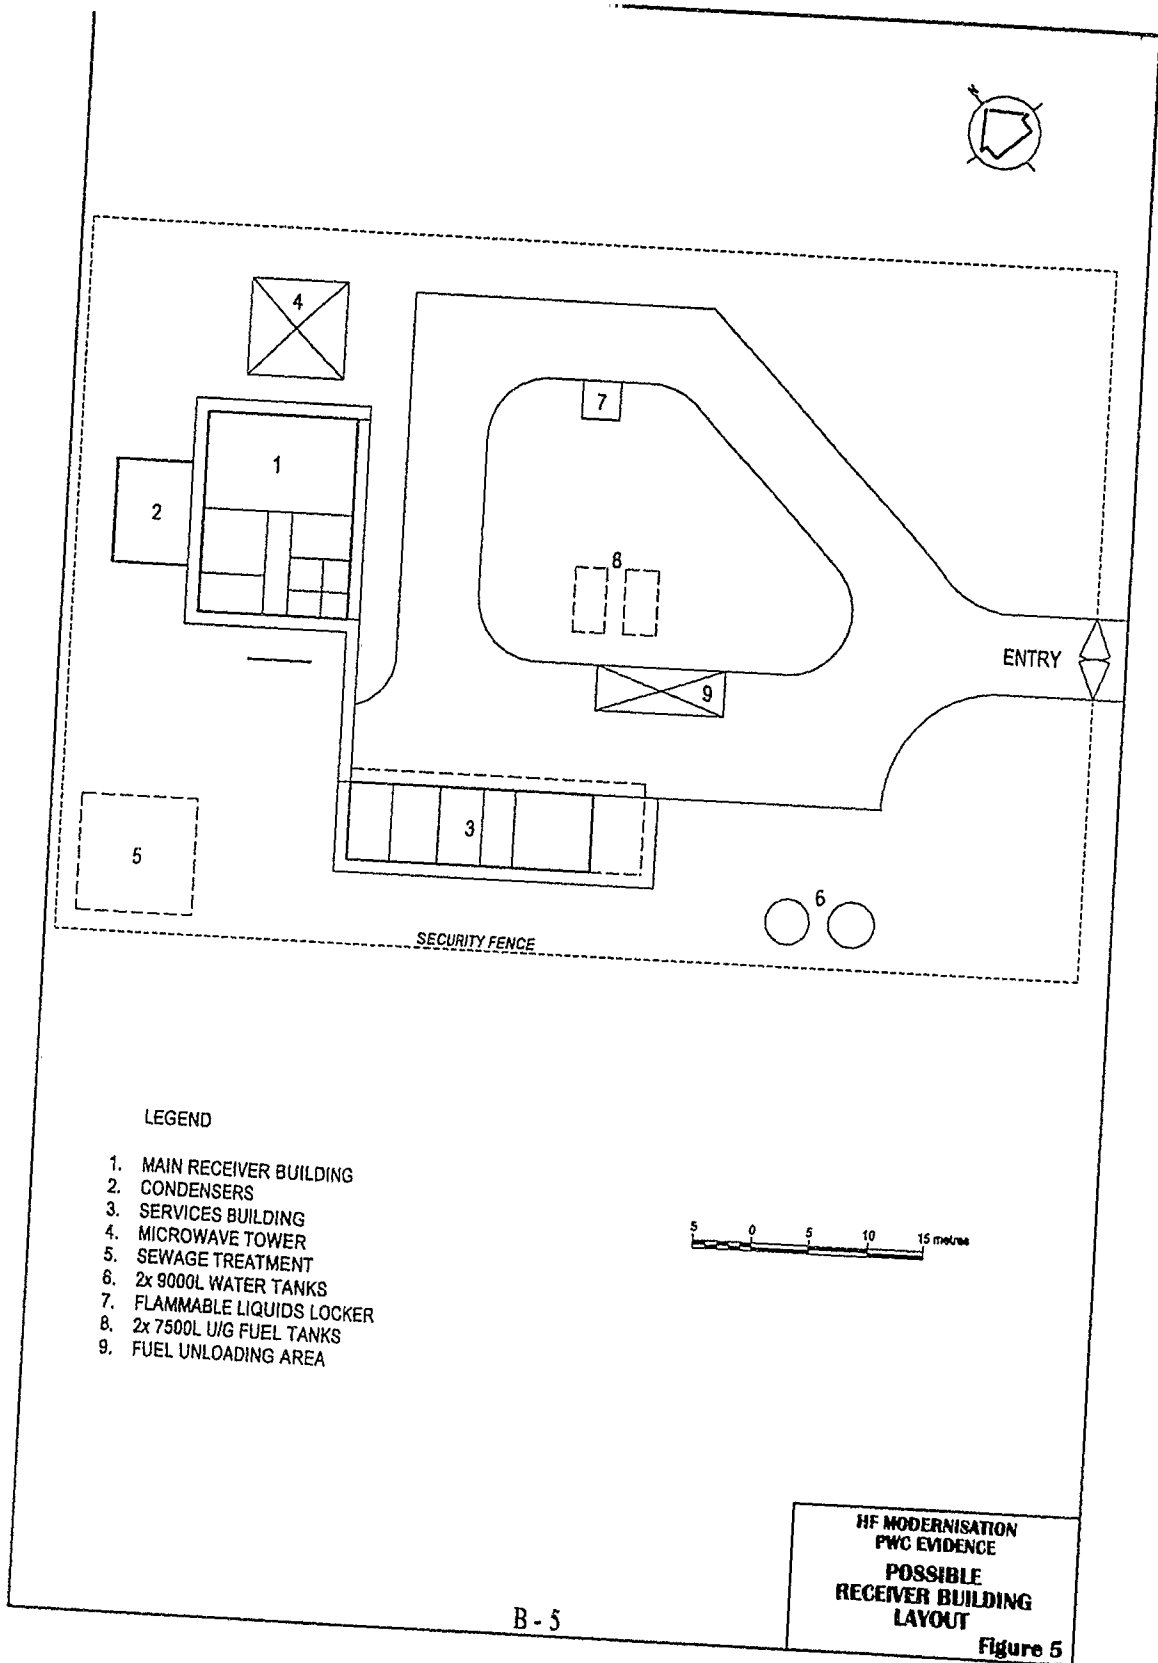 N
4
7
1
2
8
ENTRY
9
3
5
6
SECURITY FENCE
LEGEND
1. MAIN RECEIVER BUILDING
2. CONDENSERS
3. SERVICES BUILDING
4. MICROWAVE TOWER
5. SEWAGE TREATMENT
6. 2x 9000L WATER TANKS
7. FLAMMABLE LIQUIDS LOCKER
8. 2x 7500L U/G FUEL TANKS
9. FUEL UNLOADING AREA
5 0 5 10 15 metres
HF MODERNISATION
PWC EVIDENCE
POSSIBLE
RECEIVER BUILDING
LAYOUT
Figure 5
B - 5